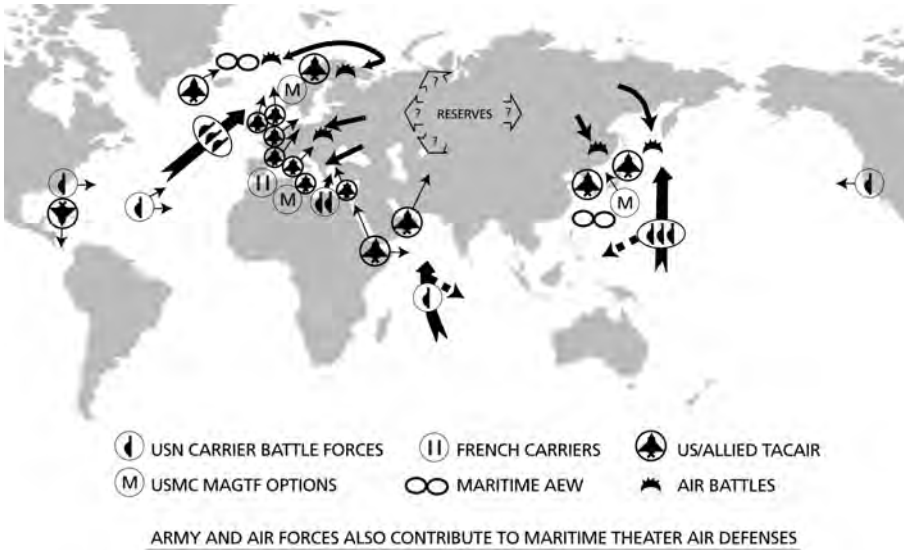 M
?
? RESERVES ?
?
M
M
M
USN CARRIER BATTLE FORCES
FRENCH CARRIERS
US/ALLIED TACAIR
M USMC MAGTF OPTIONS
MARITIME AEW
AIR BATTLES
ARMY AND AIR FORCES ALSO CONTRIBUTE TO MARITIME THEATER AIR DEFENSES